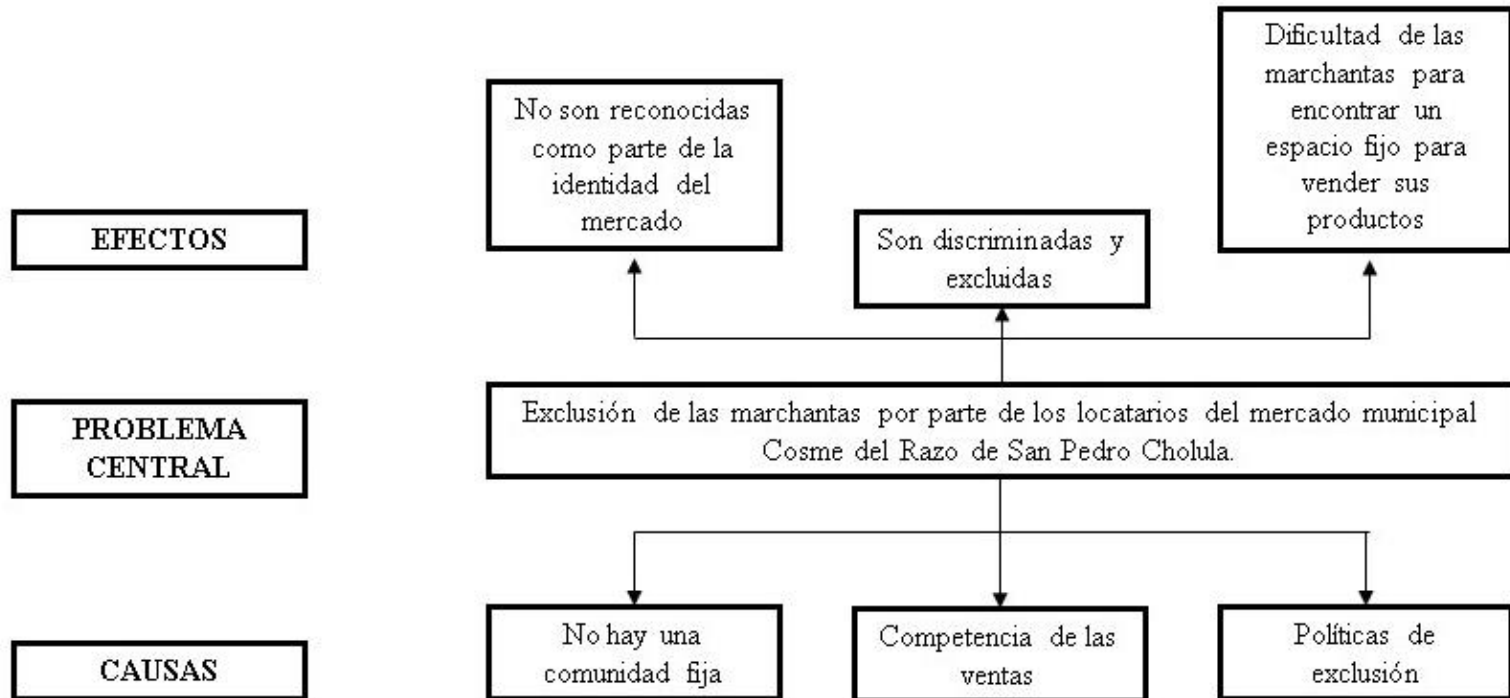 No son reconocidas
como parte de la
identidad del
mercado
Dificultad de las
marchantas para
encontrar un
espacio fijo para
vender sus
productos
EFECTOS
Son discriminadas y
excluidas
PROBLEMA
CENTRAL
Exclusión de las marchantas por parte de los locatarios del mercado municipal
Cosme del Razo de San Pedro Cholula.
CAUSAS
No hay una
comunidad fija
Competencia de las
ventas
Políticas de
exclusión